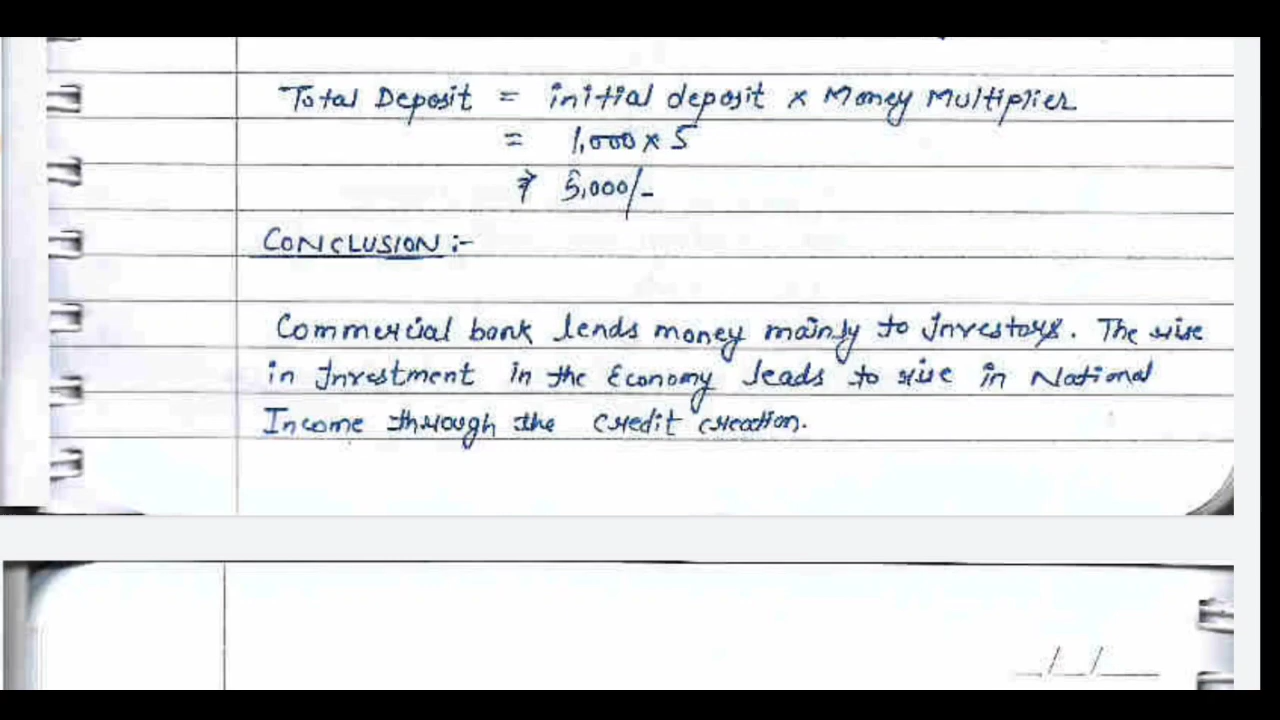 Total Deposit = initial deposit x Money Multiplier
= 1,000 x 5
₹ 5,000/-
CONCLUSION :-
Commercial bank lends money mainly to Investors. The rise
in Investment in the Economy leads to rise in National
Income through the credit creation.